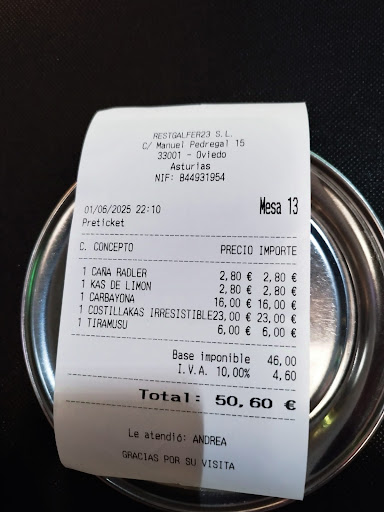 RESTGALFER23 S.L.
C/ Manuel Pedregal 15
33001 - Oviedo
Asturias
NIF: B44931954
01/06/2025 22:10 Mesa 13
Preticket
C. CONCEPTO PRECIO IMPORTE
1 CAÑA RADLER 2,80 € 2,80 €
1 KAS DE LIMON 2,80 € 2,80 €
1 CARBAYONA 16,00 € 16,00 €
1 COSTILLAKAS IRRESISTIBLE23,00 € 23,00 €
1 TIRAMUSU 6,00 € 6,00 €
Base imponible 46,00
I.V.A. 10,00% 4,60
Total: 50,60 €
Le atendió: ANDREA
GRACIAS POR SU VISITA